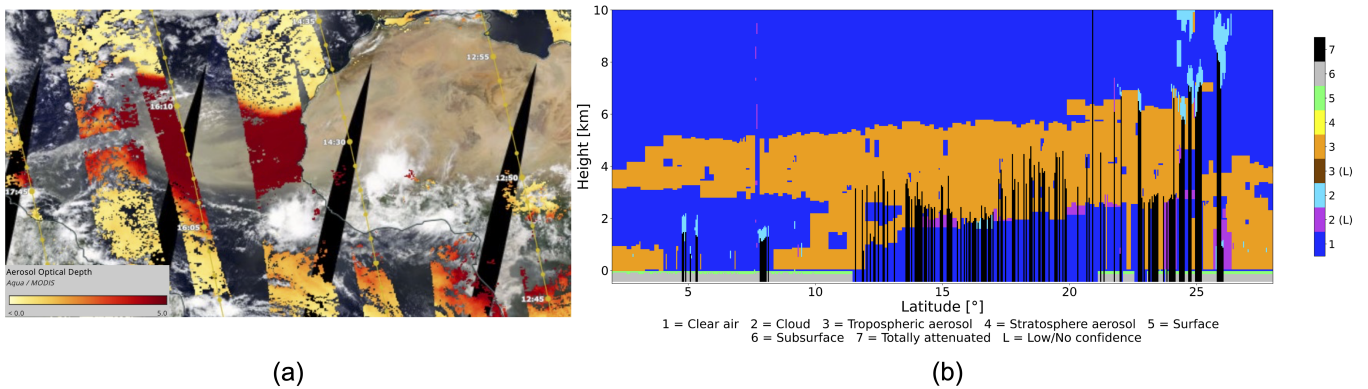 14:35
12:55
16:10
14:30
12:50
17:45
16:05
12:45
Aerosol Optical Depth
Aqua / MODIS
< 0.0 5.0
(a)
Height [km]
10
8
6
4
2
0
5 10 15 20 25
Latitude [°]
1 = Clear air 2 = Cloud 3 = Tropospheric aerosol 4 = Stratosphere aerosol 5 = Surface
6 = Subsurface 7 = Totally attenuated L = Low/No confidence
7
6
5
4
3
3 (L)
2
2 (L)
1
(b)